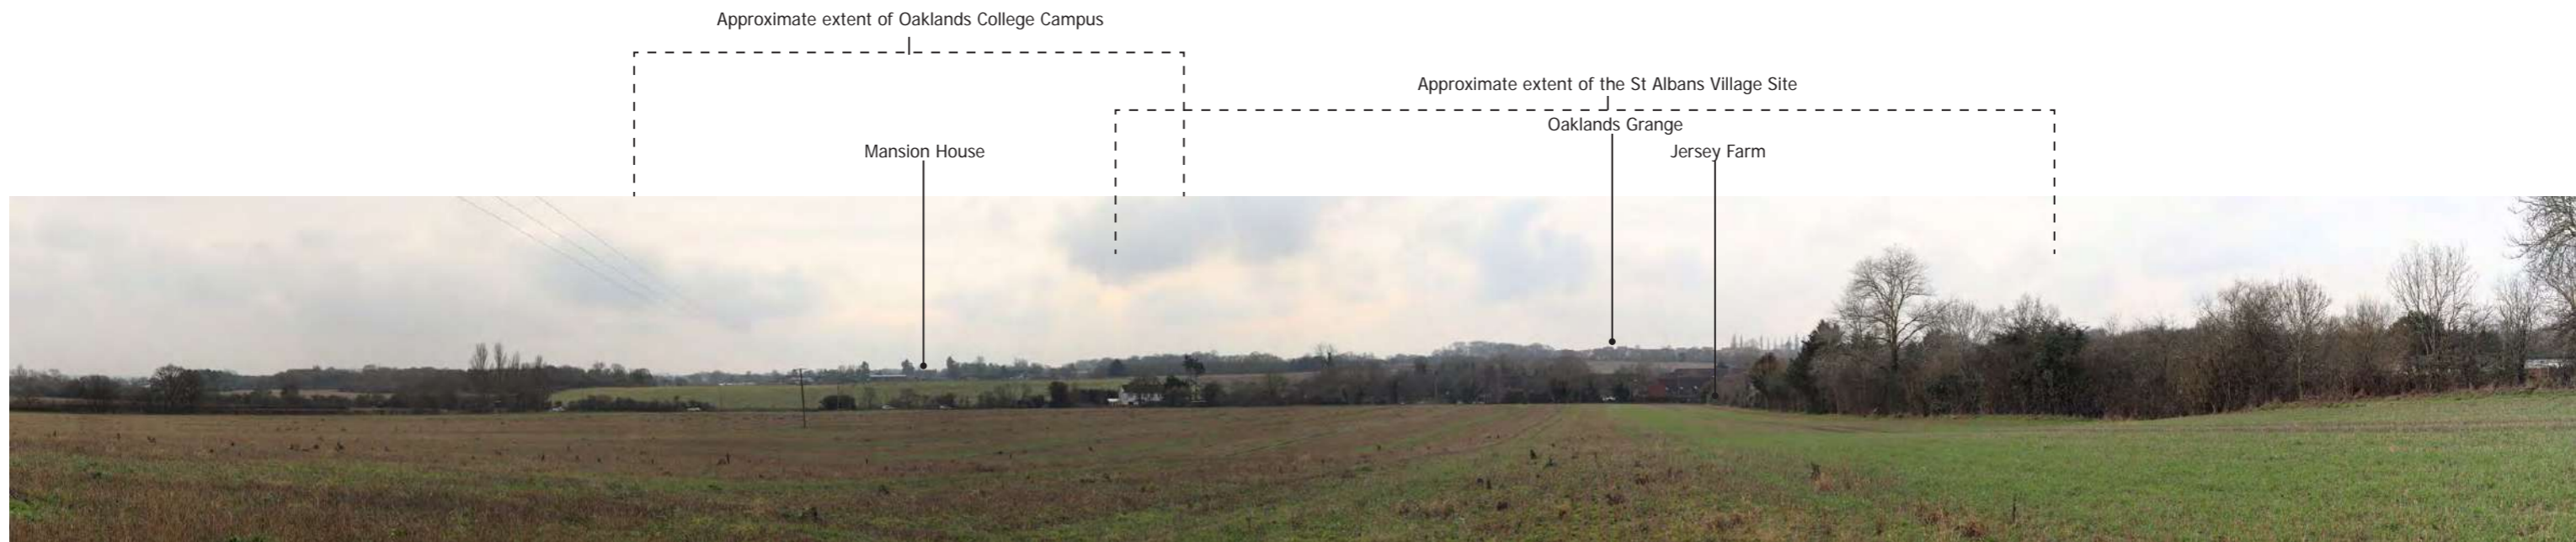 Approximate extent of Oaklands College Campus
Approximate extent of the St Albans Village Site
Oaklands Grange
Mansion House
Jersey Farm